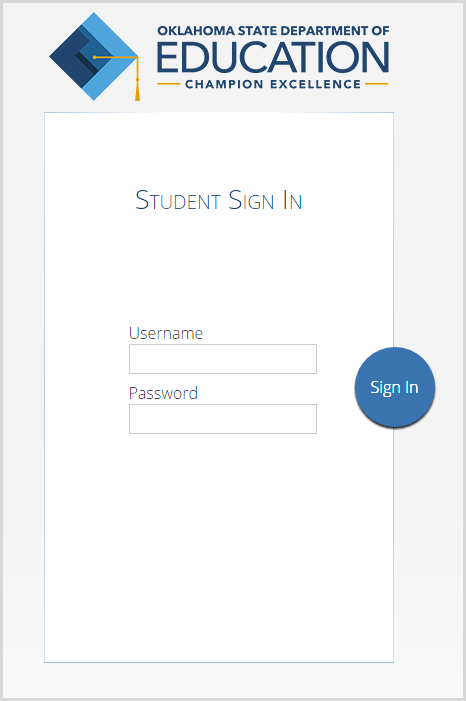 OKLAHOMA STATE DEPARTMENT OF
EDUCATION
CHAMPION EXCELLENCE
Student Sign In
Username
Password
Sign In